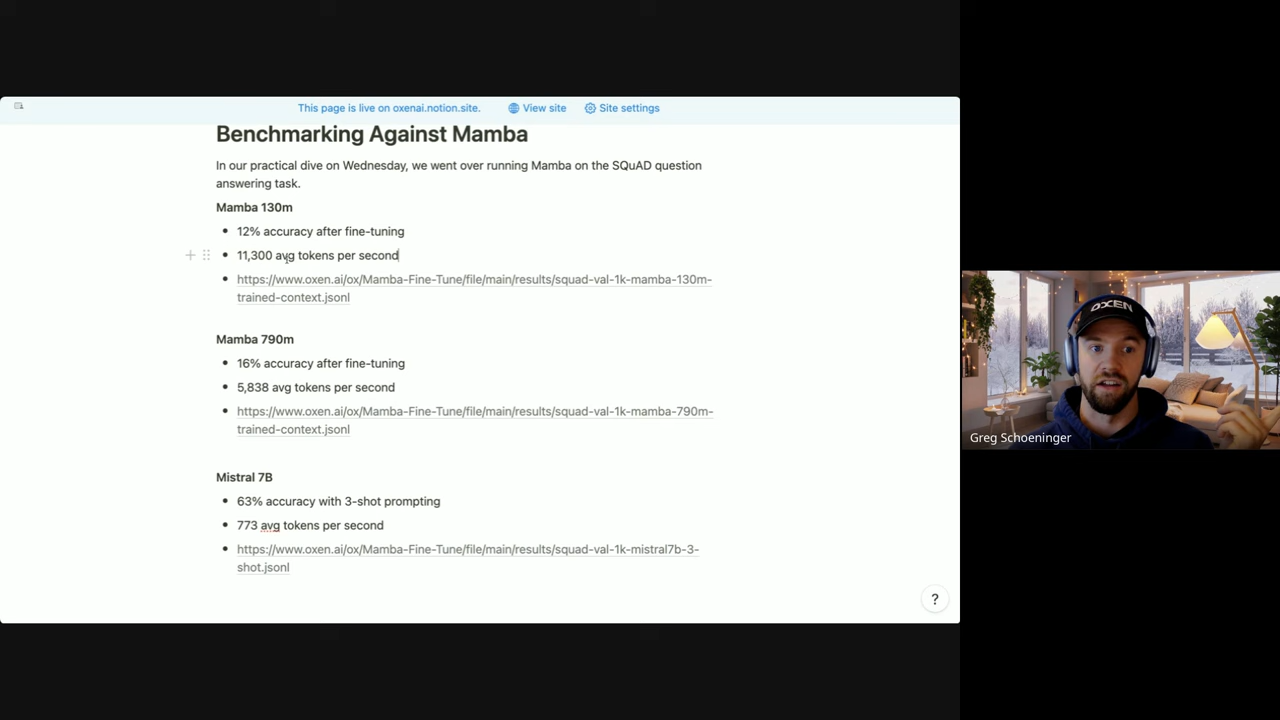 This page is live on oxenai.notion.site.
View site
Site settings
Benchmarking Against Mamba
In our practical dive on Wednesday, we went over running Mamba on the SQuAD question
answering task.
Mamba 130m
• 12% accuracy after fine-tuning
• 11,300 avg tokens per second
• https://www.oxen.ai/ox/Mamba-Fine-Tune/file/main/results/squad-val-1k-mamba-130m-
trained-context.jsonl
Mamba 790m
• 16% accuracy after fine-tuning
• 5,838 avg tokens per second
• https://www.oxen.ai/ox/Mamba-Fine-Tune/file/main/results/squad-val-1k-mamba-790m-
trained-context.jsonl
Mistral 7B
• 63% accuracy with 3-shot prompting
• 773 avg tokens per second
• https://www.oxen.ai/ox/Mamba-Fine-Tune/file/main/results/squad-val-1k-mistral7b-3-
shot.jsonl
?
OXEN
Greg Schoeninger